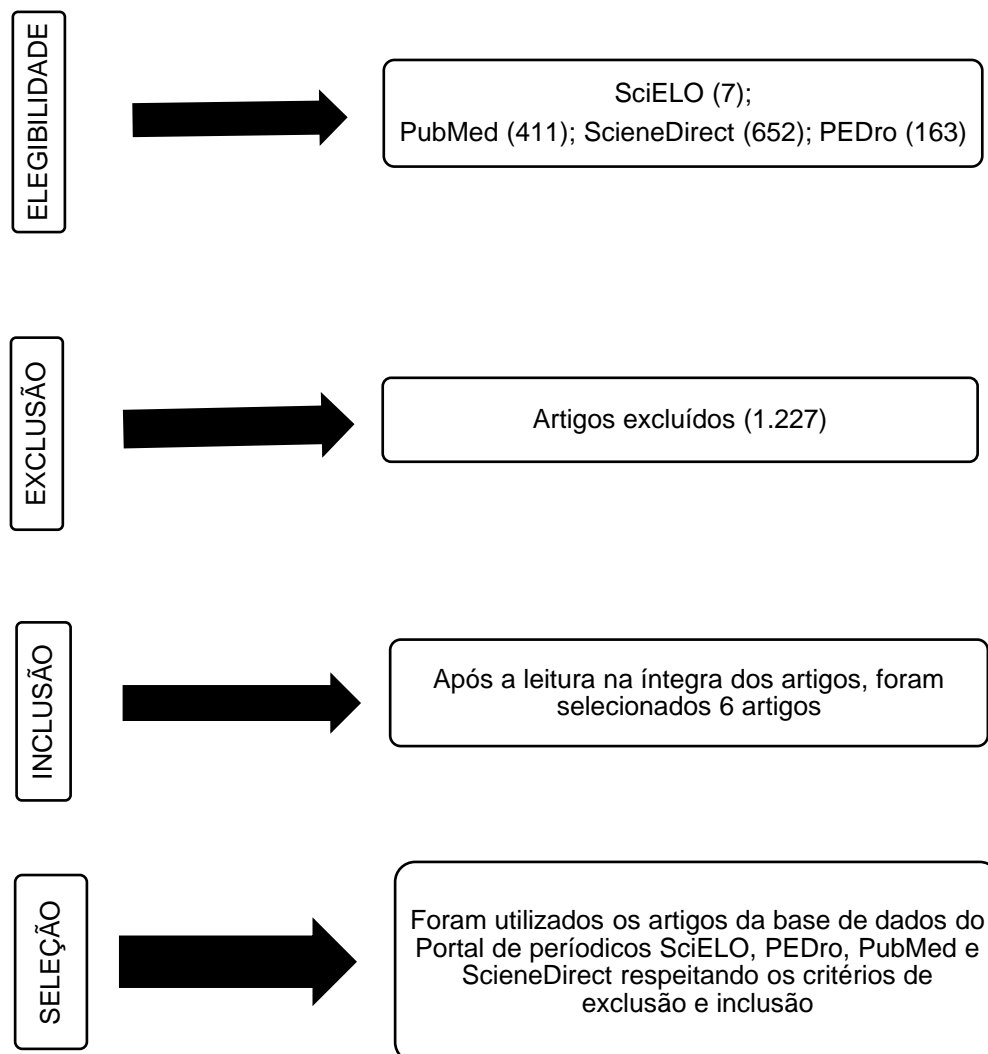 ELEGIBILIDADE
SciELO (7);
PubMed (411); ScieneDirect (652); PEDro (163)
EXCLUSÃO
Artigos excluídos (1.227)
INCLUSÃO
Após a leitura na íntegra dos artigos, foram
selecionados 6 artigos
SELEÇÃO
Foram utilizados os artigos da base de dados do
Portal de períodicos SciELO, PEDro, PubMed e
ScieneDirect respeitando os critérios de
exclusão e inclusão